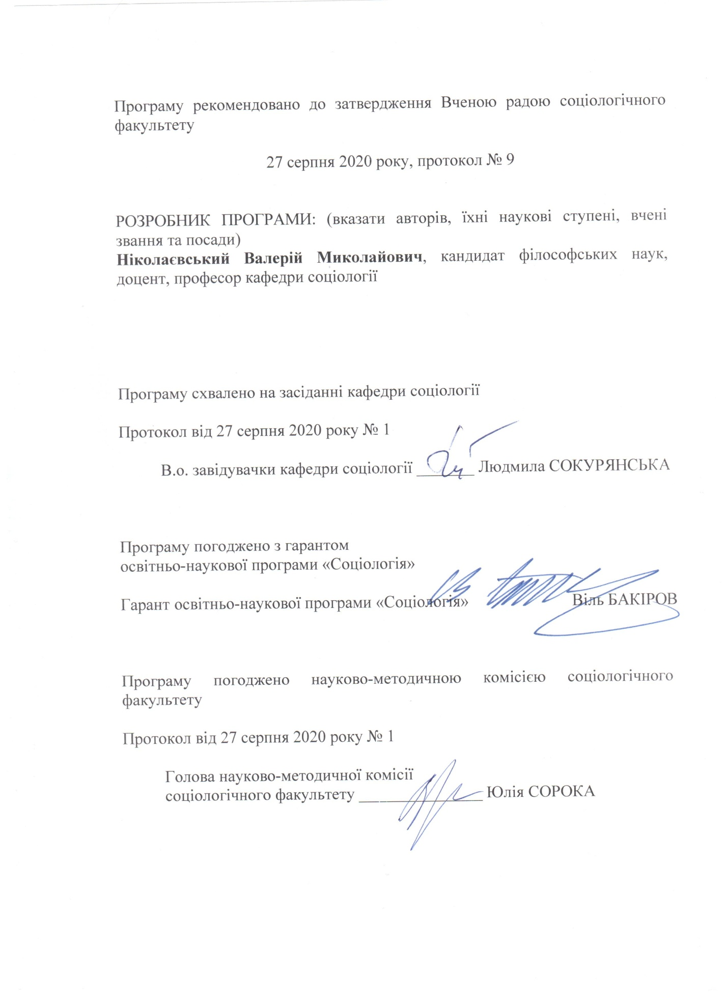 Програму рекомендовано до затвердження Вченою радою соціологічного
факультету
27 серпня 2020 року, протокол № 9
РОЗРОБНИК ПРОГРАМИ: (вказати авторів, їхні наукові ступені, вчені
звання та посади)
Ніколаєвський Валерій Миколайович, кандидат філософських наук,
доцент, професор кафедри соціології
Програму схвалено на засіданні кафедри соціології
Протокол від 27 серпня 2020 року № 1
В.о. завідувачки кафедри соціології ________ Людмила СОКУРЯНСЬКА
Програму погоджено з гарантом
освітньо-наукової програми «Соціологія»
Гарант освітньо-наукової програми «Соціологія» Віль БАКІРОВ
Програму погоджено науково-методичною комісією соціологічного
факультету
Протокол від 27 серпня 2020 року № 1
Голова науково-методичної комісії
соціологічного факультету ________________ Юлія СОРОКА